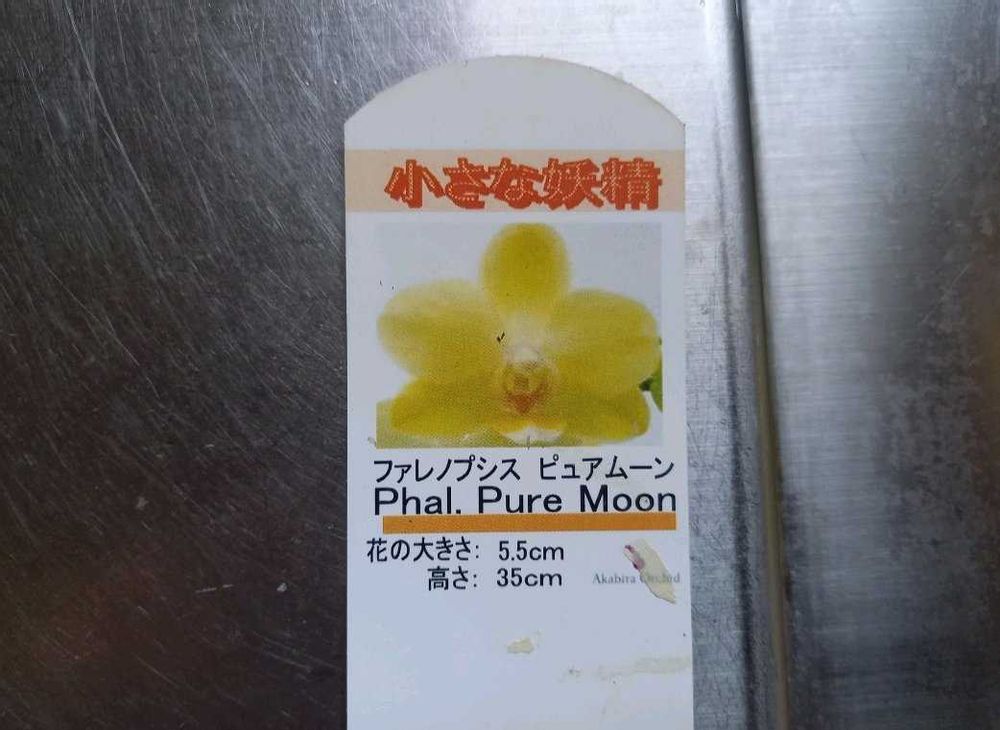 小さな妖精
ファレノプシス ピュアムーン
Phal. Pure Moon
花の大きさ: 5.5cm
高さ: 35cm
Akabira Orchid